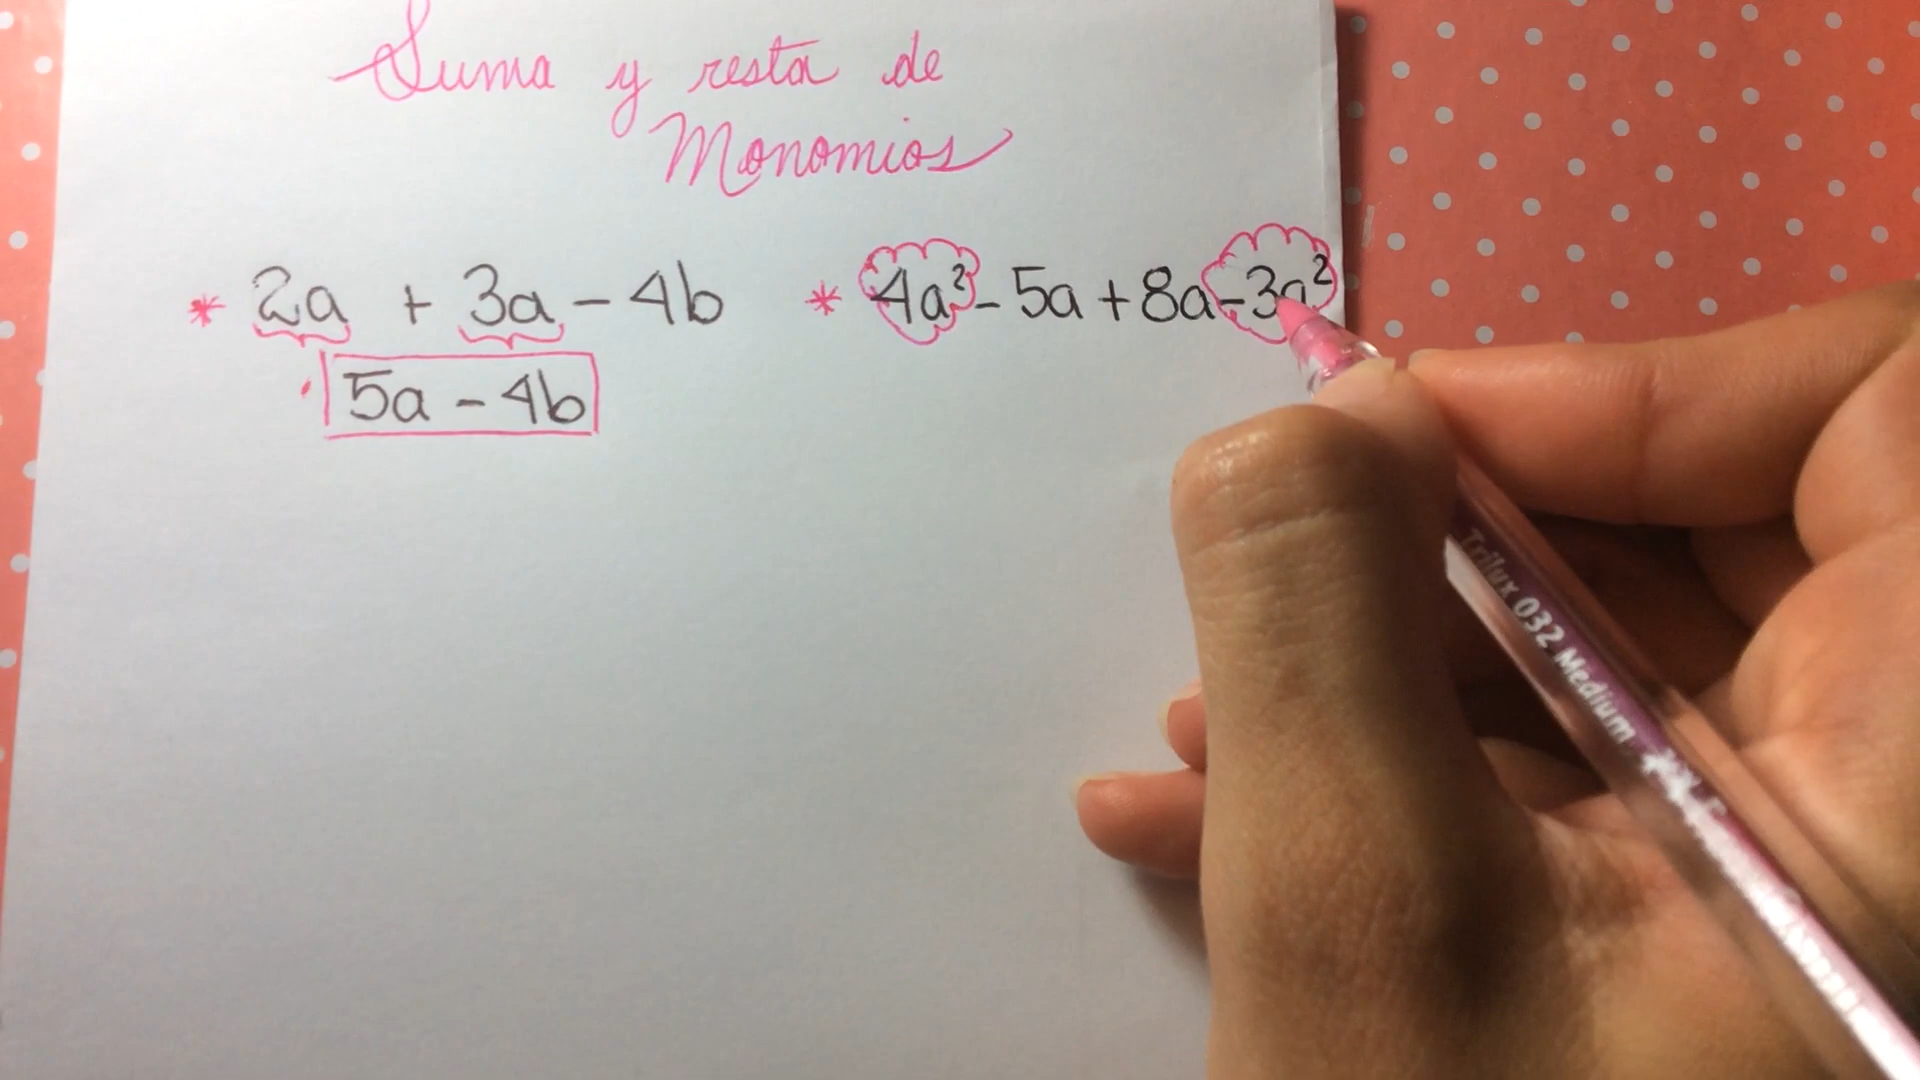 Suma y resta de
Monomios
* 2a + 3a - 4b
5a - 4b
* 4a² - 5a + 8a - 3a²
Trilux 032 Medium